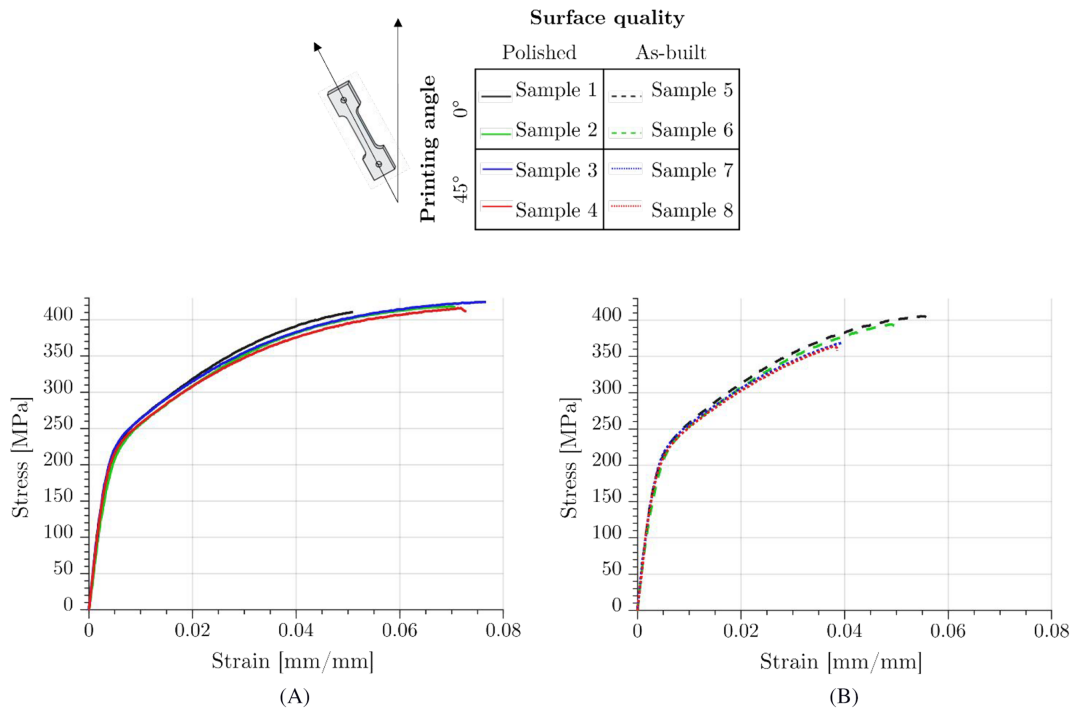 Surface quality
Polished As-built
Printing angle
0°
Sample 1 Sample 5
Sample 2 Sample 6
45°
Sample 3 Sample 7
Sample 4 Sample 8
Stress [MPa]
400
350
300
250
200
150
100
50
0
0 0.02 0.04 0.06 0.08
Strain [mm/mm]
(A)
Stress [MPa]
400
350
300
250
200
150
100
50
0
0 0.02 0.04 0.06 0.08
Strain [mm/mm]
(B)